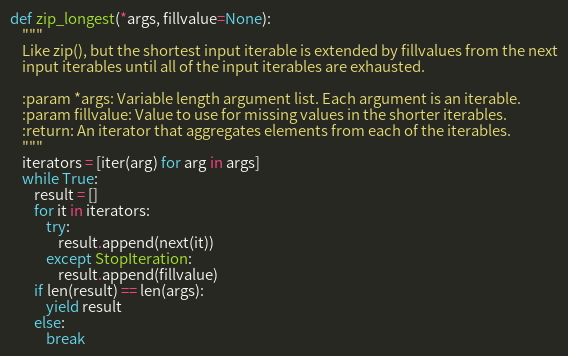 def zip_longest(*args, fillvalue=None):
    """
    Like zip(), but the shortest input iterable is extended by fillvalues from the next
    input iterables until all of the input iterables are exhausted.

    :param *args: Variable length argument list. Each argument is an iterable.
    :param fillvalue: Value to use for missing values in the shorter iterables.
    :return: An iterator that aggregates elements from each of the iterables.
    """
    iterators = [iter(arg) for arg in args]
    while True:
        result = []
        for it in iterators:
            try:
                result.append(next(it))
            except StopIteration:
                result.append(fillvalue)
        if len(result) == len(args):
            yield result
        else:
            break